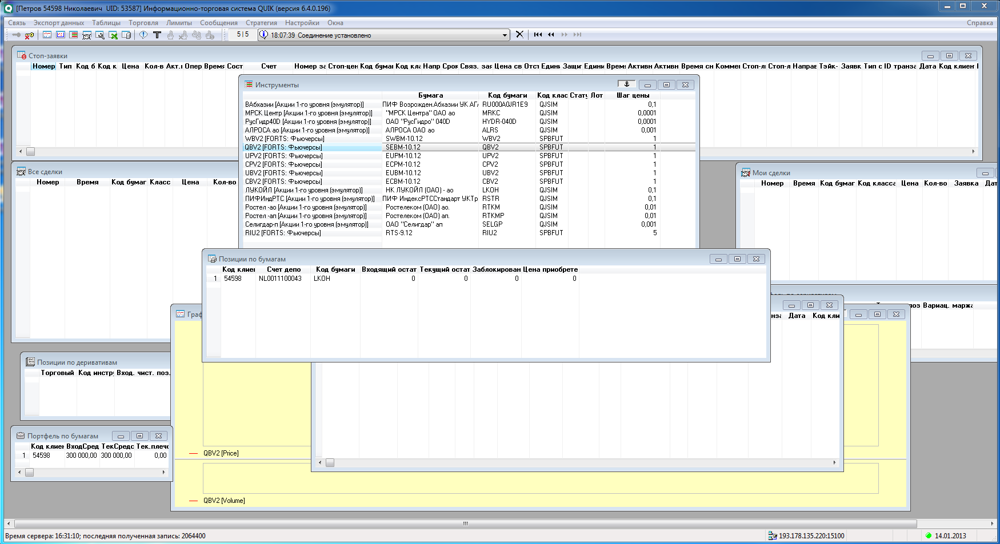 [Петров 54598 Николаевич  UID: 53587] Информационно-торговая система QUIK (версия 6.4.0.196)
Связь Экспорт данных Таблицы Торговля Лимиты Сообщения Стратегия Настройки Окна Справка
5|5 18:07:39 Соединение установлено
Стоп-заявки
Номер Тип Код б Код к Цена Кол-в Акт.г Опер Время Сост Счет Номер за Стоп-цен Код бумаг Код кла Напр Срок Связ. зая Цена св Отст Едини Защит Едини Время Активн Активн Время сн Коммен Стоп-л Стоп-л Направ Тэйк- Заявк Тип с ID транза Дата Код клиен
Инструменты
Бумага Код бумаги Код клас Стату Лот Шаг цены
ВАбхазии [Акции 1-го уровня (эмулятор)] ПИФ Возрожден.Абхазии УК АГА RU000A0JR1E9 QJSIM 0,1
МРСК Центр [Акции 1-го уровня (эмулятор)] "МРСК Центра" ОАО ао MRKC QJSIM 0,0001
РусГидр40D [Акции 1-го уровня (эмулятор)] ОАО "РусГидро" 040D HYDR-040D QJSIM 0,0001
АЛРОСА ао [Акции 1-го уровня (эмулятор)] АЛРОСА ОАО ао ALRS QJSIM 0,001
WBV2 [FORTS: Фьючерсы] SWBM-10.12 WBV2 SPBFUT 1
QBV2 [FORTS: Фьючерсы] SEBM-10.12 QBV2 SPBFUT 1
UPV2 [FORTS: Фьючерсы] EUPM-10.12 UPV2 SPBFUT 1
CPV2 [FORTS: Фьючерсы] ECPM-10.12 CPV2 SPBFUT 1
UBV2 [FORTS: Фьючерсы] EUBM-10.12 UBV2 SPBFUT 1
CBV2 [FORTS: Фьючерсы] ECBM-10.12 CBV2 SPBFUT 1
ЛУКОЙЛ [Акции 1-го уровня (эмулятор)] НК ЛУКОЙЛ (ОАО) - ао LKOH QJSIM 0,1
ПИФИндРТС [Акции 1-го уровня (эмулятор)] ПИФ ИндексРТССтандарт УКТр RSTR QJSIM 0,1
Ростел -ао [Акции 1-го уровня (эмулятор)] Ростелеком (ОАО) ао. RTKM QJSIM 0,01
Ростел -ап [Акции 1-го уровня (эмулятор)] Ростелеком (ОАО) ап. RTKMP QJSIM 0,01
Селигдар-п [Акции 1-го уровня (эмулятор)] ОАО "Селигдар" ап SELGP QJSIM 0,001
RIU2 [FORTS: Фьючерсы] RTS-9.12 RIU2 SPBFUT 5
Все сделки
Номер Время Код бумаг Класс Цена Кол-во
Мои сделки
Номер Время Код бумаг Код класса Цена Кол-во Заявка Дат
Позиции по бумагам
Код клиен Счет депо Код бумаги Входящий остат Текущий остат Заблокирован Цена приобрете
1 54598 NL0011100043 LKOH 0 0 0 0
поз Вариац. маржа
нза Дата Код кли
Граф
QBV2 [Price]
QBV2 [Volume]
Позиции по деривативам
Торговый Код инстру Вход. чист. поз.
Портфель по бумагам
Код клиен ВходСред ТекСредс Тек.плечо
1 54598 300 000,00 300 000,00 0,00
Время сервера: 16:31:10; последняя полученная запись: 2064400 193.178.135.220:15100 14.01.2013